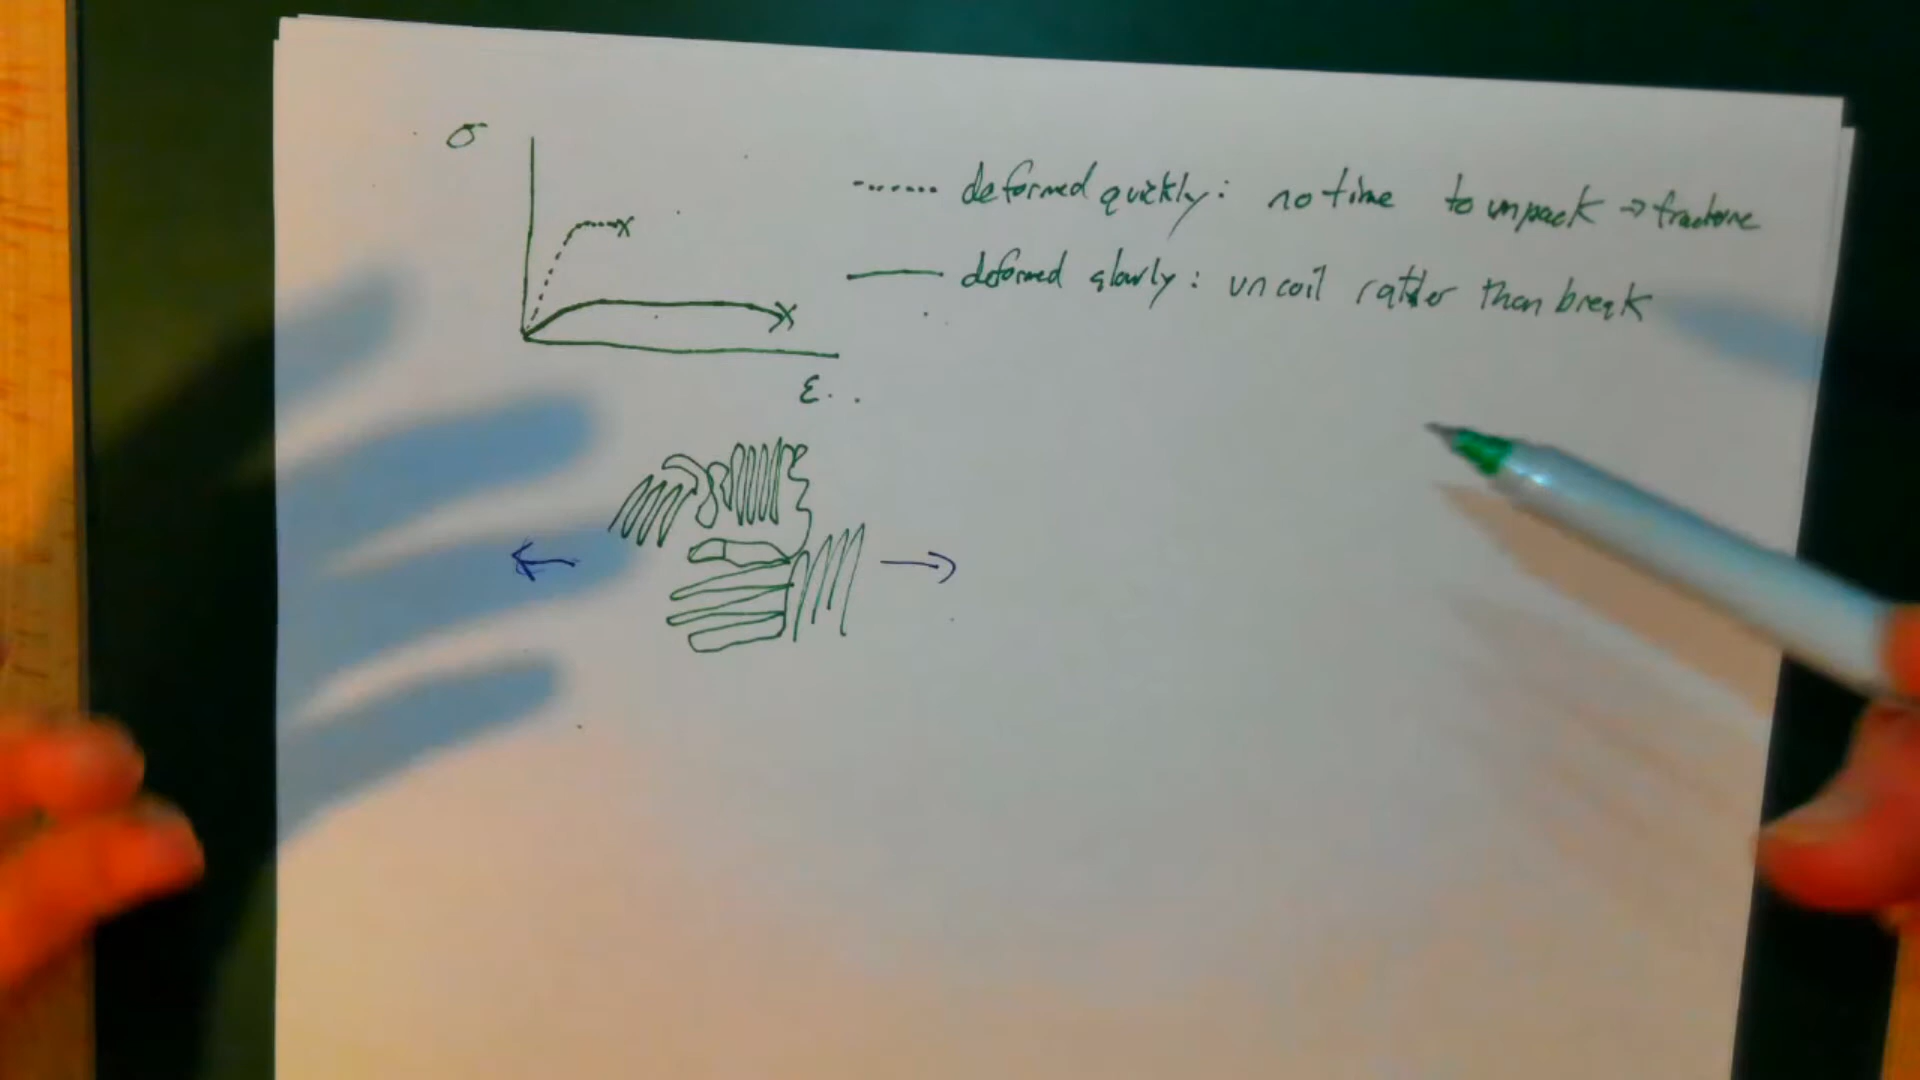 σ
deformed quickly: no time to unpack → fracture
x
deformed slowly: uncoil rather than break
x
ε